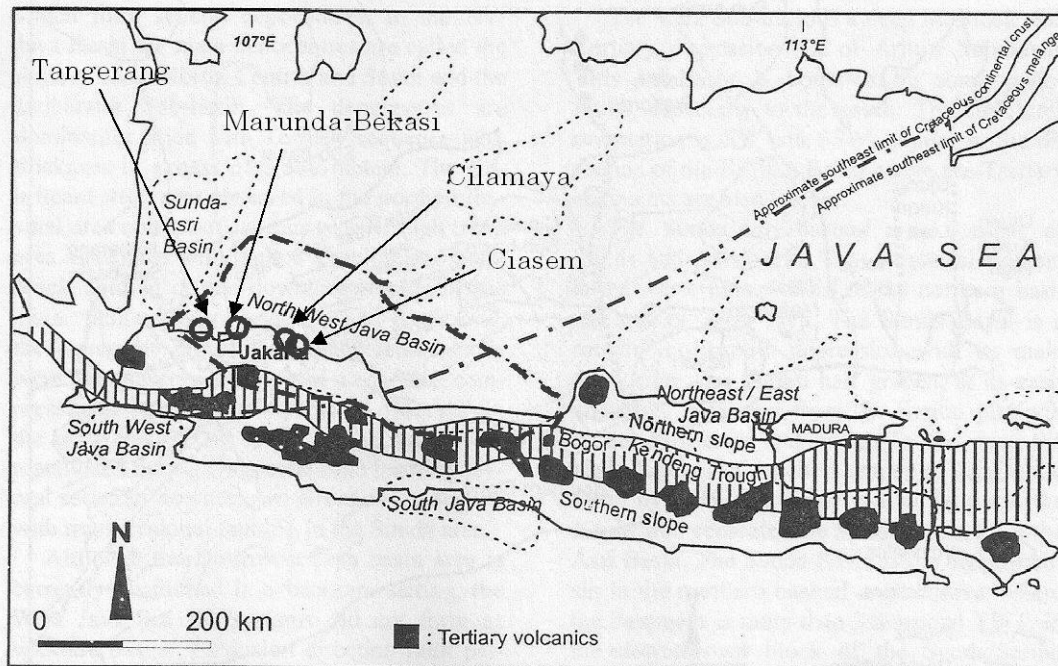 107°E
113°E
Tangerang
Marunda-Bekasi
Cilamaya
Ciasem
Sunda-
Asri
Basin
North West Java Basin
Jakarta
Approximate southeast limit of Cretaceous continental crust
Approximate southeast limit of Cretaceous melange
JAVA SEA
Northeast / East
Java Basin
Northern slope
MADURA
South West
Java Basin
Bogor - Kendeng Trough
South Java Basin
Southern slope
N
0
200 km
: Tertiary volcanics